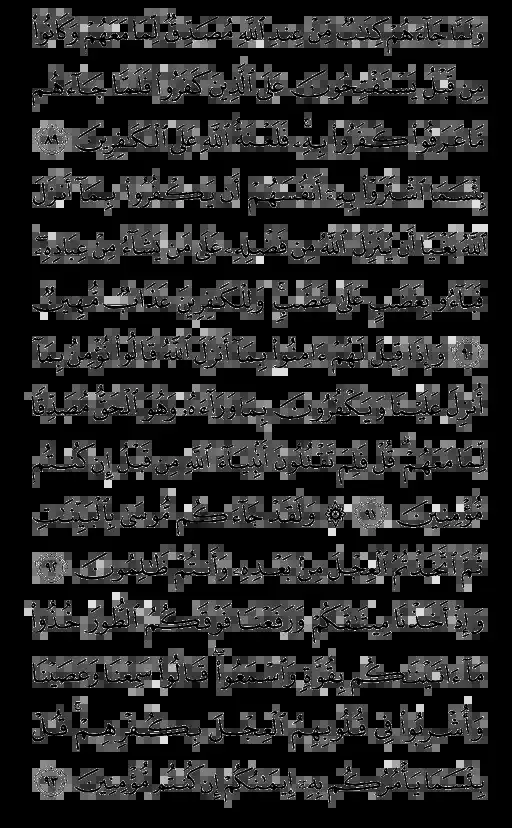 وَلَمَّا جَآءَهُمْ كِتَٰبٌ مِّنْ عِندِ ٱللَّهِ مُصَدِّقٌ لِّمَا مَعَهُمْ وَكَانُوا۟
مِن قَبْلُ يَسْتَفْتِحُونَ عَلَى ٱلَّذِينَ كَفَرُوا۟ فَلَمَّا جَآءَهُم
مَّا عَرَفُوا۟ كَفَرُوا۟ بِهِۦ فَلَعْنَةُ ٱللَّهِ عَلَى ٱلْكَٰفِرِينَ ٨٩
بِئْسَمَا ٱشْتَرَوْا۟ بِهِۦٓ أَنفُسَهُمْ أَن يَكْفُرُوا۟ بِمَآ أَنزَلَ
ٱللَّهُ بَغْيًا أَن يُنَزِّلَ ٱللَّهُ مِن فَضْلِهِۦ عَلَىٰ مَن يَشَآءُ مِنْ عِبَادِهِۦ
فَبَآءُو بِغَضَبٍ عَلَىٰ غَضَبٍ وَلِلْكَٰفِرِينَ عَذَابٌ مُّهِينٌ
٩٠ وَإِذَا قِيلَ لَهُمْ ءَامِنُوا۟ بِمَآ أَنزَلَ ٱللَّهُ قَالُوا۟ نُؤْمِنُ بِمَآ
أُنزِلَ عَلَيْنَا وَيَكْفُرُونَ بِمَا وَرَآءَهُۥ وَهُوَ ٱلْحَقُّ مُصَدِّقًا
لِّمَا مَعَهُمْ قُلْ فَلِمَ تَقْتُلُونَ أَنۢبِيَآءَ ٱللَّهِ مِن قَبْلُ إِن كُنتُم
مُّؤْمِنِينَ ٩١ ۞ وَلَقَدْ جَآءَكُم مُّوسَىٰ بِٱلْبَيِّنَٰتِ
ثُمَّ ٱتَّخَذْتُمُ ٱلْعِجْلَ مِنۢ بَعْدِهِۦ وَأَنتُمْ ظَٰلِمُونَ ٩٢
وَإِذْ أَخَذْنَا مِيثَٰقَكُمْ وَرَفَعْنَا فَوْقَكُمُ ٱلطُّورَ خُذُوا۟
مَآ ءَاتَيْنَٰكُم بِقُوَّةٍ وَٱسْمَعُوا۟ قَالُوا۟ سَمِعْنَا وَعَصَيْنَا
وَأُشْرِبُوا۟ فِى قُلُوبِهِمُ ٱلْعِجْلَ بِكُفْرِهِمْ قُلْ
بِئْسَمَا يَأْمُرُكُم بِهِۦٓ إِيمَٰنُكُمْ إِن كُنتُم مُّؤْمِنِينَ ٩٣